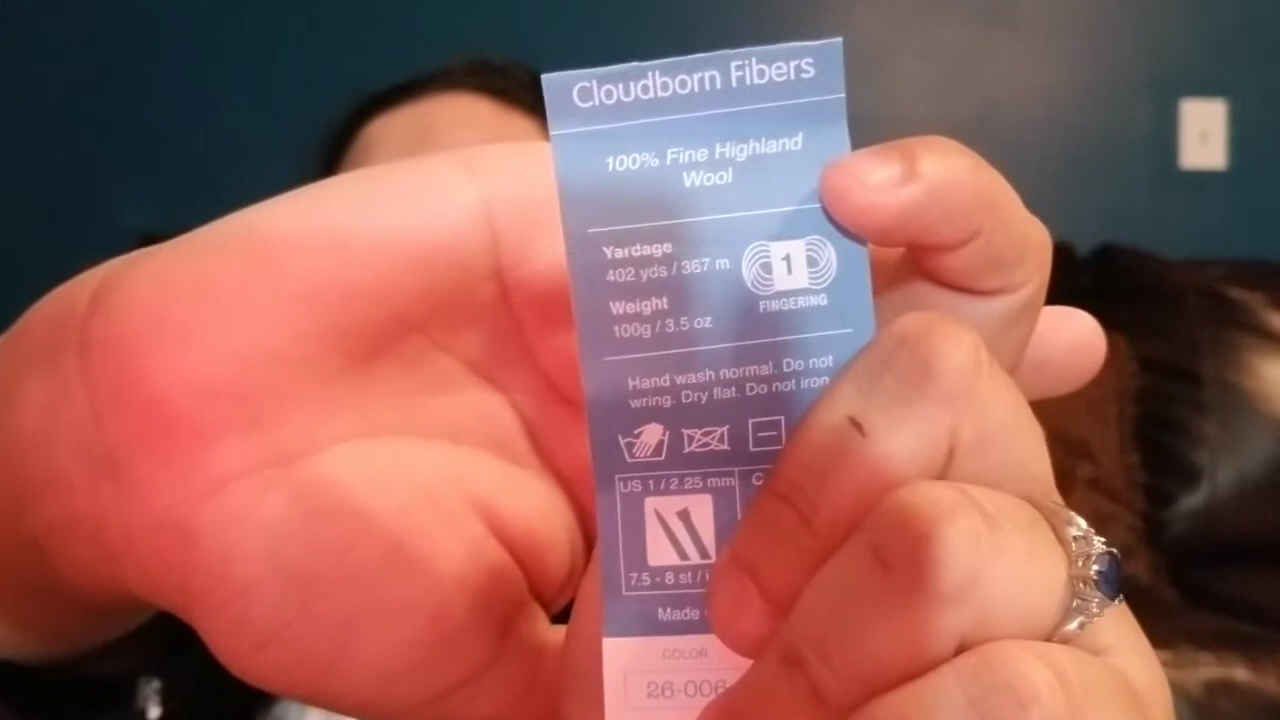 Cloudborn Fibers
100% Fine Highland
Wool
Yardage
402 yds / 367 m
1
FINGERING
Weight
100g / 3.5 oz
Hand wash normal. Do not
wring. Dry flat. Do not iron
US 1 / 2.25 mm
7.5 - 8 st /
Made
COLOR
26-006